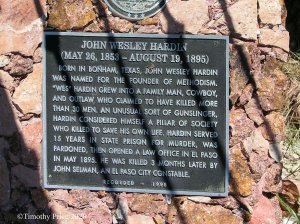 JOHN WESLEY HARDIN
(MAY 26, 1853 – AUGUST 19, 1895)
BORN IN BONHAM, TEXAS, JOHN WESLEY HARDIN
WAS NAMED FOR THE FOUNDER OF METHODISM.
"WES" HARDIN GREW INTO A FAMILY MAN, COWBOY,
AND OUTLAW WHO CLAIMED TO HAVE KILLED MORE
THAN 30 MEN. AN UNUSUAL SORT OF GUNSLINGER,
HARDIN CONSIDERED HIMSELF A PILLAR OF SOCIETY
WHO KILLED TO SAVE HIS OWN LIFE. HARDIN SERVED
15 YEARS IN STATE PRISON FOR MURDER, WAS
PARDONED, THEN OPENED A LAW OFFICE IN EL PASO
IN MAY 1895. HE WAS KILLED 3 MONTHS LATER BY
JOHN SELMAN, AN EL PASO CITY CONSTABLE.
RECORDED – 1996
© Timothy